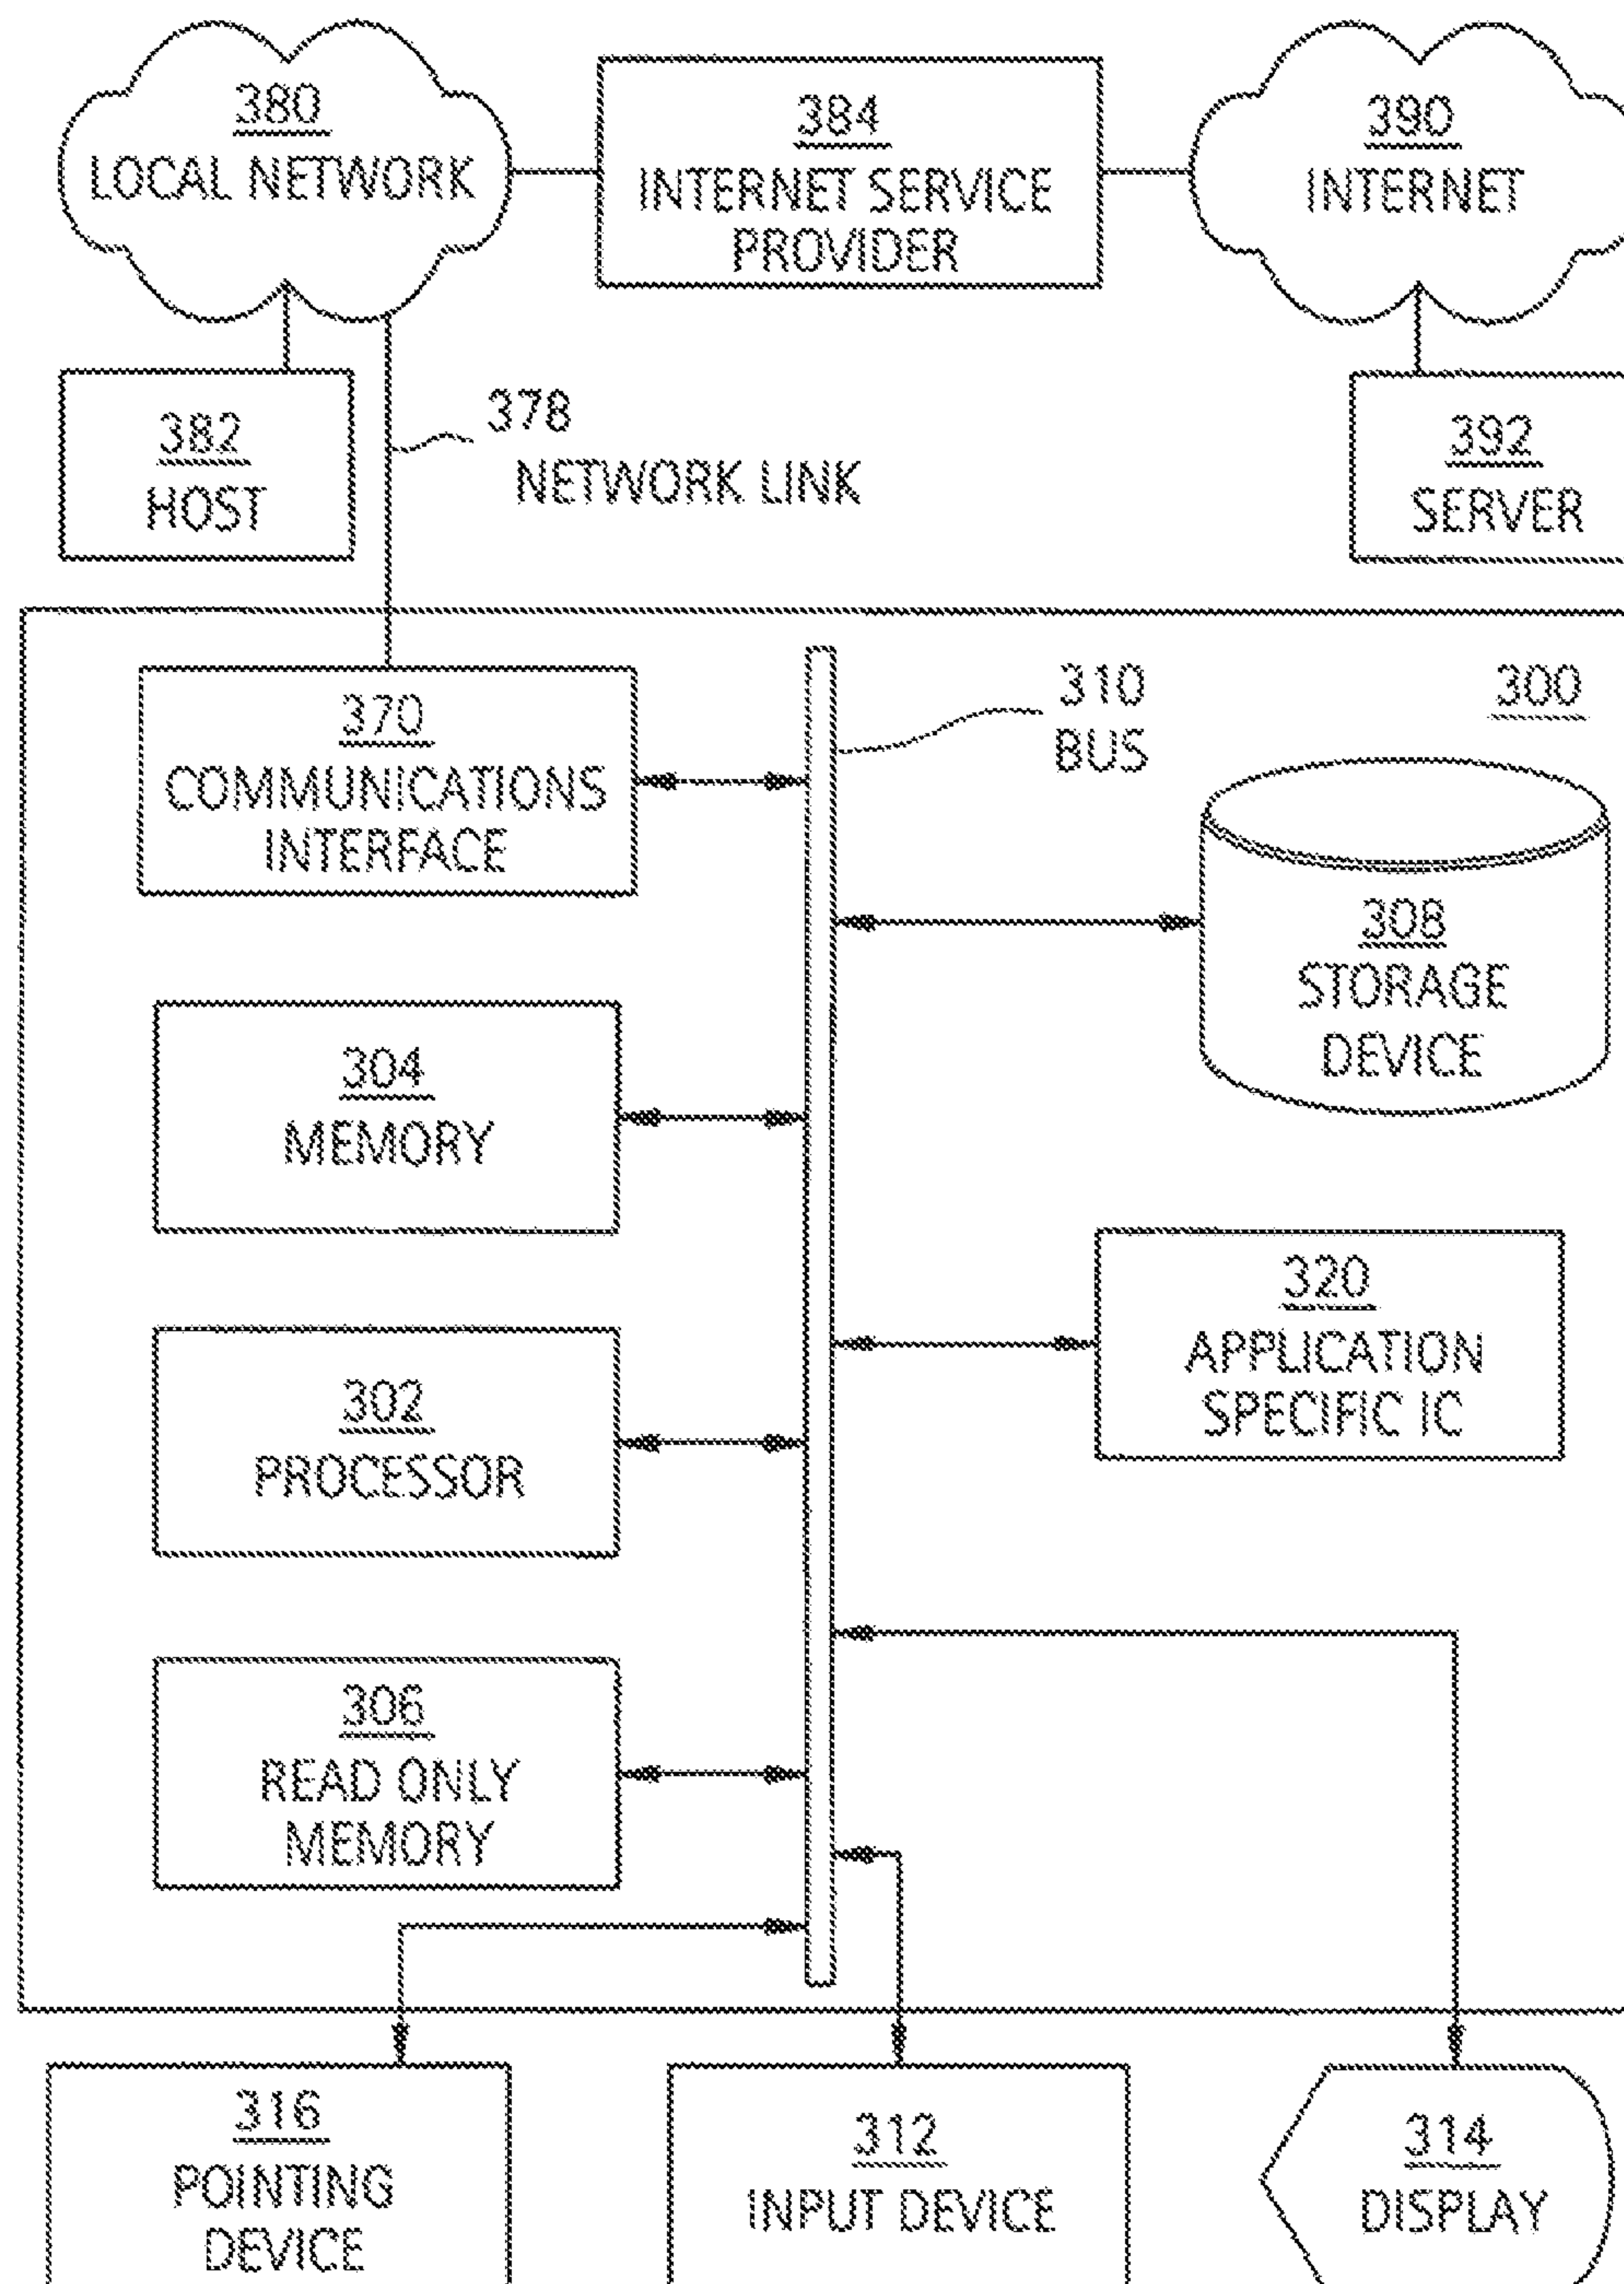 380
LOCAL NETWORK
384
INTERNET SERVICE
PROVIDER
390
INTERNET
382
HOST
378
NETWORK LINK
392
SERVER
370
COMMUNICATIONS
INTERFACE
310
BUS
300
308
STORAGE
DEVICE
304
MEMORY
320
APPLICATION
SPECIFIC IC
302
PROCESSOR
306
READ ONLY
MEMORY
316
POINTING
DEVICE
312
INPUT DEVICE
314
DISPLAY